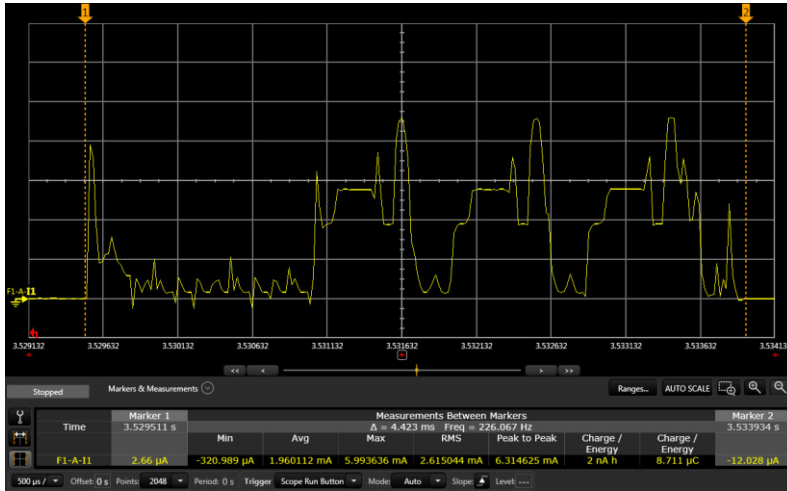 1 2
F1-A-I1
3.529132 3.529632 3.530132 3.530632 3.531132 3.531632 3.532132 3.532632 3.533132 3.533632 3.53413
<< < > >>
Stopped Markers & Measurements Ranges... AUTO SCALE
Marker 1 Measurements Between Markers Marker 2
Time 3.529511 s Δ = 4.423 ms Freq = 226.067 Hz 3.533934 s
Min Avg Max RMS Peak to Peak Charge / Energy Charge / Energy
F1-A-I1 2.66 µA -320.989 µA 1.960112 mA 5.993636 mA 2.615044 mA 6.314625 mA 2 nA h 8.711 µC -12.028 µA
500 µs / Offset: 0 s Points: 2048 Period: 0 s Trigger Scope Run Button Mode: Auto Slope: Level: ---